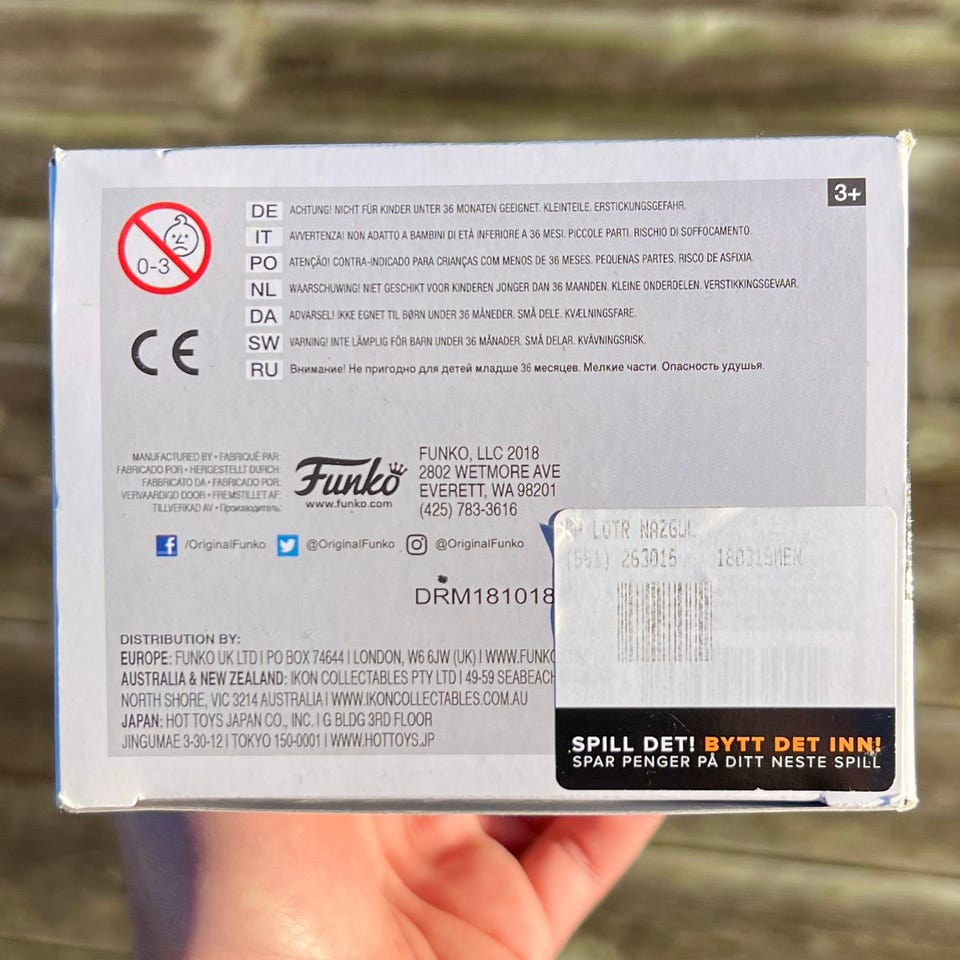 3+
0-3
DE ACHTUNG! NICHT FÜR KINDER UNTER 36 MONATEN GEEIGNET. KLEINTEILE. ERSTICKUNGSGEFAHR.
IT AVVERTENZA! NON ADATTO A BAMBINI DI ETÀ INFERIORE A 36 MESI. PICCOLE PARTI. RISCHIO DI SOFFOCAMENTO.
PO ATENÇÃO! CONTRA-INDICADO PARA CRIANÇAS COM MENOS DE 36 MESES. PEQUENAS PARTES. RISCO DE ASFIXIA.
NL WAARSCHUWING! NIET GESCHIKT VOOR KINDEREN JONGER DAN 36 MAANDEN. KLEINE ONDERDELEN. VERSTIKKINGSGEVAAR.
DA ADVARSEL! IKKE EGNET TIL BØRN UNDER 36 MÅNEDER. SMÅ DELE. KVÆLNINGSFARE.
SW VARNING! INTE LÄMPLIG FÖR BARN UNDER 36 MÅNADER. SMÅ DELAR. KVÄVNINGSRISK.
RU Внимание! Не пригодно для детей младше 36 месяцев. Мелкие части. Опасность удушья.
CE
MANUFACTURED BY • FABRIQUÉ PAR:
FABRICADO POR • HERGESTELLT DURCH:
FABBRICATO DA • FABRICADO POR:
VERVAARDIGD DOOR • FREMSTILLET AF:
TILLVERKAD AV • Производитель:
Funko
www.funko.com
FUNKO, LLC 2018
2802 WETMORE AVE
EVERETT, WA 98201
(425) 783-3616
/OriginalFunko @OriginalFunko @OriginalFunko
DRM181018
DISTRIBUTION BY:
EUROPE: FUNKO UK LTD | PO BOX 74644 | LONDON, W6 6JW (UK) | WWW.FUNKO
AUSTRALIA & NEW ZEALAND: IKON COLLECTABLES PTY LTD | 49-59 SEABEACH
NORTH SHORE, VIC 3214 AUSTRALIA | WWW.IKONCOLLECTABLES.COM.AU
JAPAN: HOT TOYS JAPAN CO., INC. | G BLDG 3RD FLOOR
JINGUMAE 3-30-12 | TOKYO 150-0001 | WWW.HOTTOYS.JP
LOTR NAZGUL
(551) 263015 180319MEN
SPILL DET! BYTT DET INN!
SPAR PENGER PÅ DITT NESTE SPILL